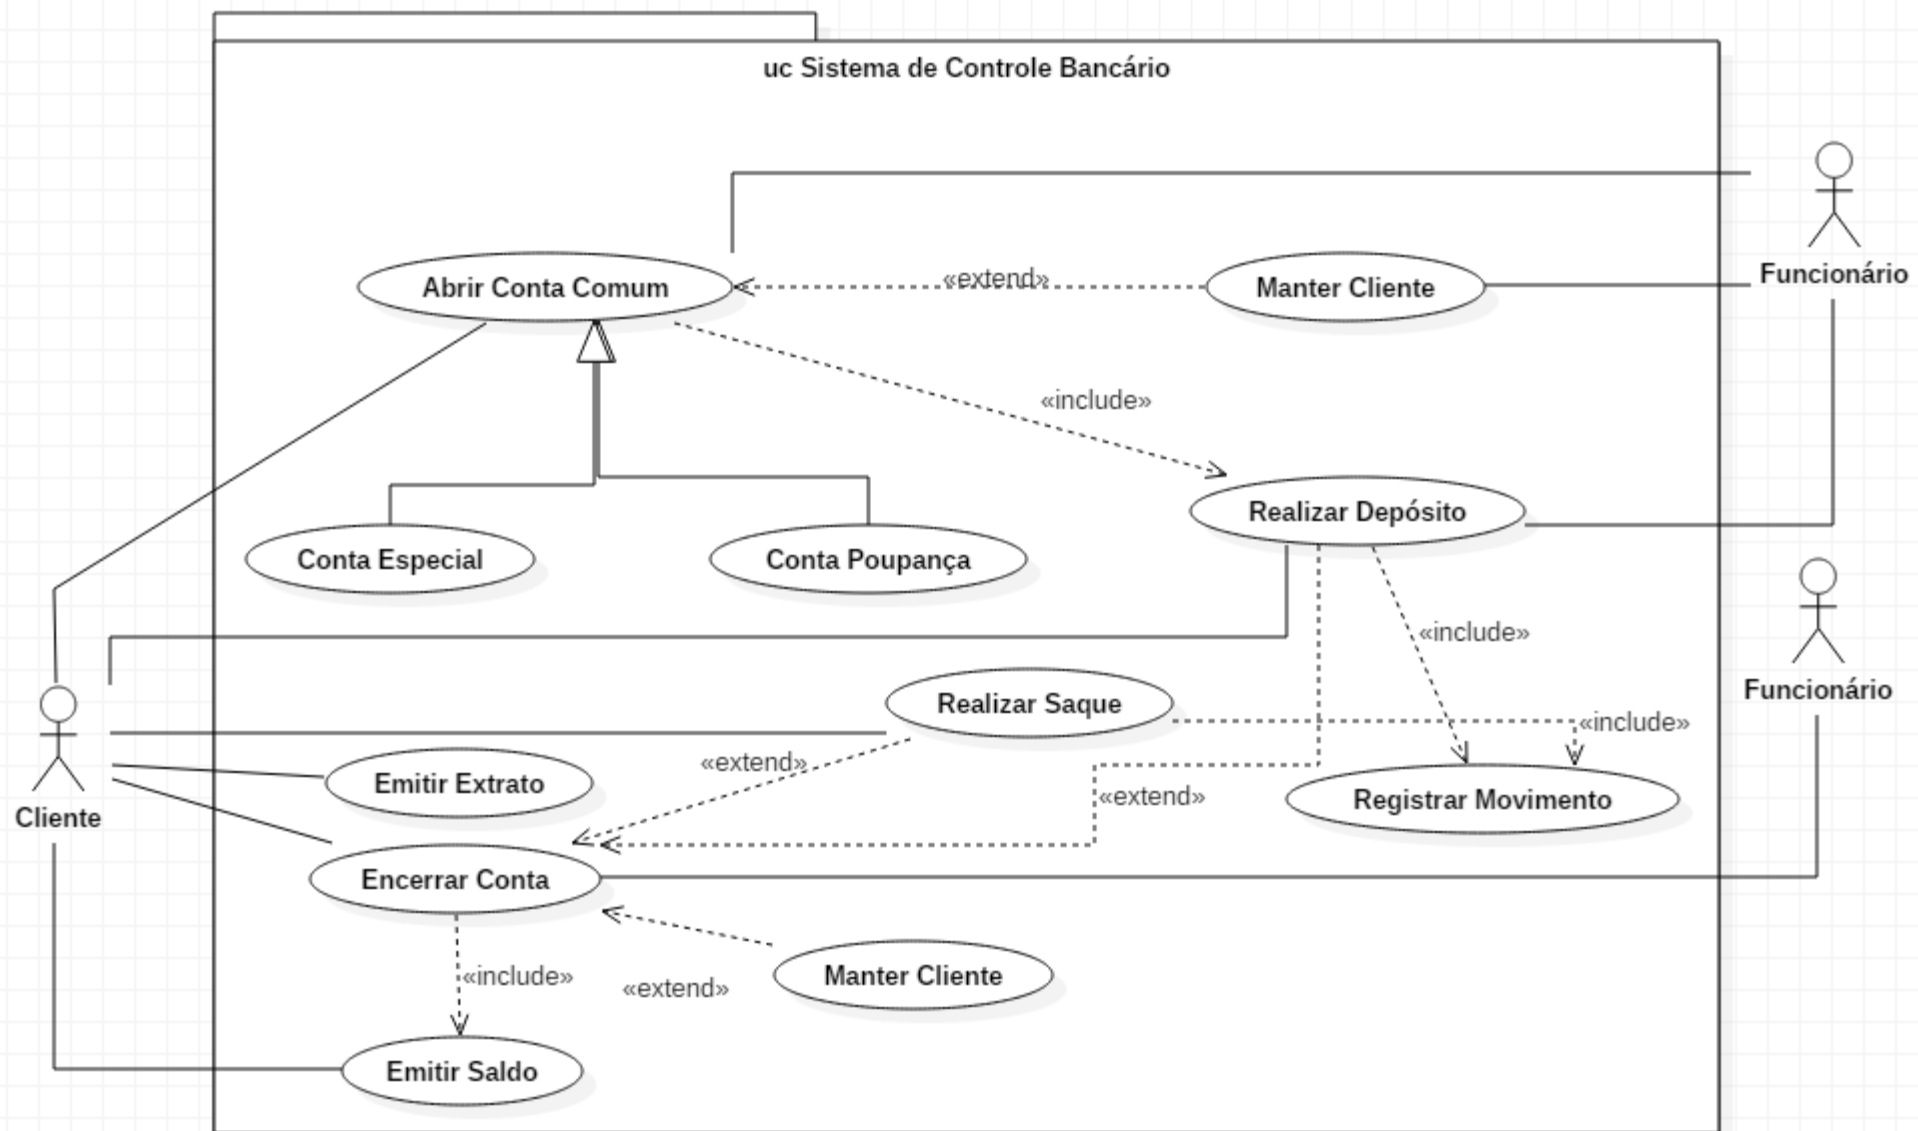 uc Sistema de Controle Bancário
Funcionário
Abrir Conta Comum
«extend»
Manter Cliente
«include»
Realizar Depósito
Conta Especial
Conta Poupança
«include»
Funcionário
Realizar Saque
«include»
«extend»
Emitir Extrato
«extend»
Registrar Movimento
Cliente
Encerrar Conta
«include»
«extend»
Manter Cliente
Emitir Saldo